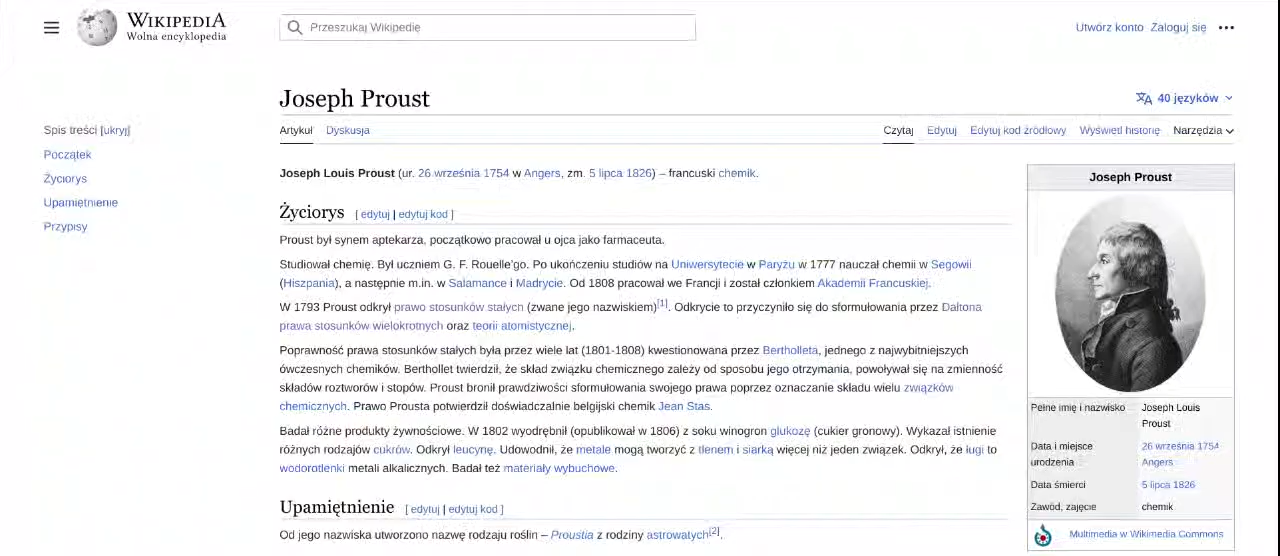 WIKIPEDIA
Wolna encyklopedia
Przeszukaj Wikipedię
Utwórz konto Zaloguj się
Joseph Proust
40 języków
Spis treści [ukryj]
Początek
Życiorys
Upamiętnienie
Przypisy
Artykuł Dyskusja
Czytaj Edytuj Edytuj kod źródłowy Wyświetl historię Narzędzia
Joseph Louis Proust (ur. 26 września 1754 w Angers, zm. 5 lipca 1826) – francuski chemik.
Życiorys [ edytuj | edytuj kod ]
Proust był synem aptekarza, początkowo pracował u ojca jako farmaceuta.
Studiował chemię. Był uczniem G. F. Rouelle'go. Po ukończeniu studiów na Uniwersytecie w Paryżu w 1777 nauczał chemii w Segowii
(Hiszpania), a następnie m.in. w Salamance i Madrycie. Od 1808 pracował we Francji i został członkiem Akademii Francuskiej.
W 1793 Proust odkrył prawo stosunków stałych (zwane jego nazwiskiem)[1]. Odkrycie to przyczyniło się do sformułowania przez Daltona
prawa stosunków wielokrotnych oraz teorii atomistycznej.
Poprawność prawa stosunków stałych była przez wiele lat (1801-1808) kwestionowana przez Bertholleta, jednego z najwybitniejszych
ówczesnych chemików. Berthollet twierdził, że skład związku chemicznego zależy od sposobu jego otrzymania, powoływał się na zmienność
składów roztworów i stopów. Proust bronił prawdziwości sformułowania swojego prawa poprzez oznaczanie składu wielu związków
chemicznych. Prawo Prousta potwierdził doświadczalnie belgijski chemik Jean Stas.
Badał różne produkty żywnościowe. W 1802 wyodrębnił (opublikował w 1806) z soku winogron glukozę (cukier gronowy). Wykazał istnienie
różnych rodzajów cukrów. Odkrył leucynę. Udowodnił, że metale mogą tworzyć z tlenem i siarką więcej niż jeden związek. Odkrył, że ługi to
wodorotlenki metali alkalicznych. Badał też materiały wybuchowe.
Upamiętnienie [ edytuj | edytuj kod ]
Od jego nazwiska utworzono nazwę rodzaju roślin – Proustia z rodziny astrowatych[2].
Joseph Proust
Pełne imię i nazwisko Joseph Louis
Proust
Data i miejsce 26 września 1754
urodzenia Angers
Data śmierci 5 lipca 1826
Zawód, zajęcie chemik
Multimedia w Wikimedia Commons